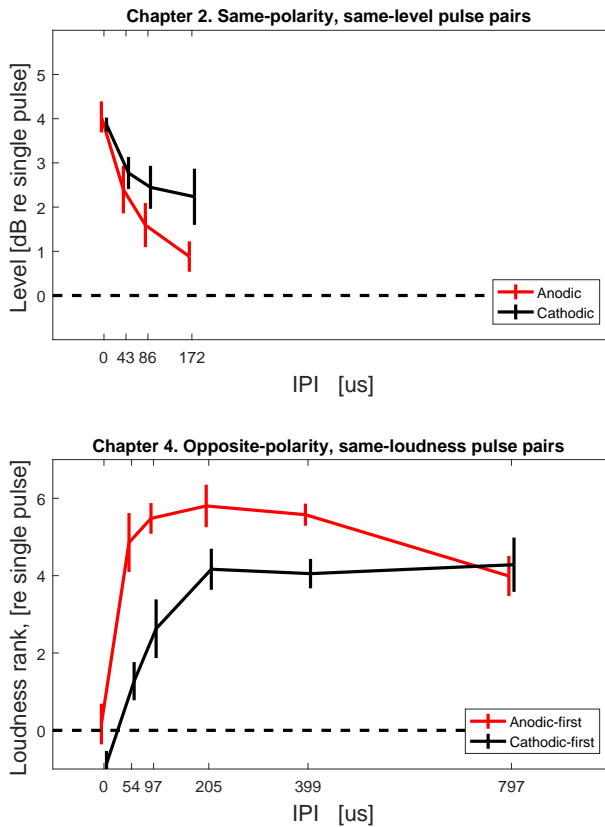 Chapter 2. Same-polarity, same-level pulse pairs
Level [dB re single pulse]
5
4
3
2
1
0
Anodic
Cathodic
0 43 86 172
IPI [us]
Chapter 4. Opposite-polarity, same-loudness pulse pairs
Loudness rank, [re single pulse]
6
4
2
0
Anodic-first
Cathodic-first
0 54 97 205 399 797
IPI [us]